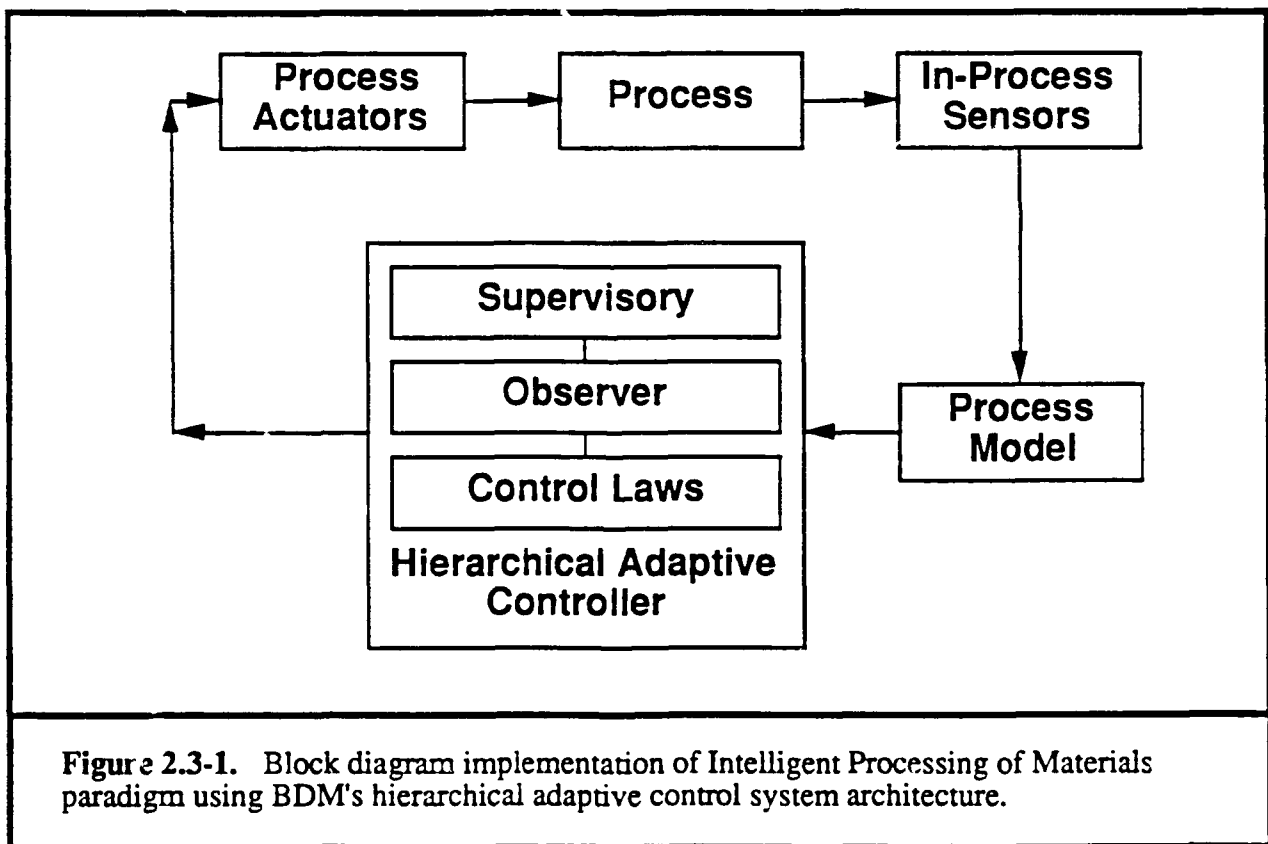 Process
Actuators
Process
In-Process
Sensors
Supervisory
Observer
Control Laws
Hierarchical Adaptive
Controller
Process
Model
Figure 2.3-1. Block diagram implementation of Intelligent Processing of Materials
paradigm using BDM's hierarchical adaptive control system architecture.